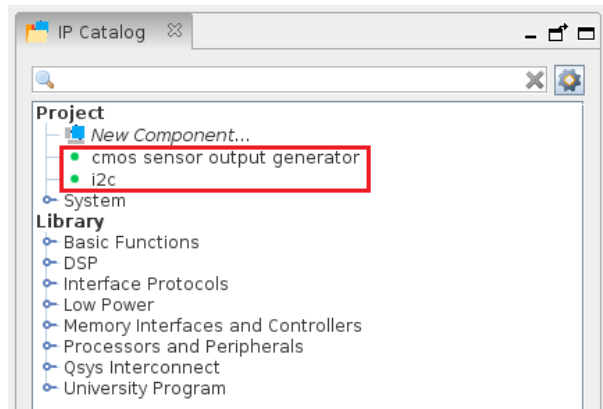 IP Catalog
Project
New Component...
cmos sensor output generator
i2c
System
Library
Basic Functions
DSP
Interface Protocols
Low Power
Memory Interfaces and Controllers
Processors and Peripherals
Qsys Interconnect
University Program